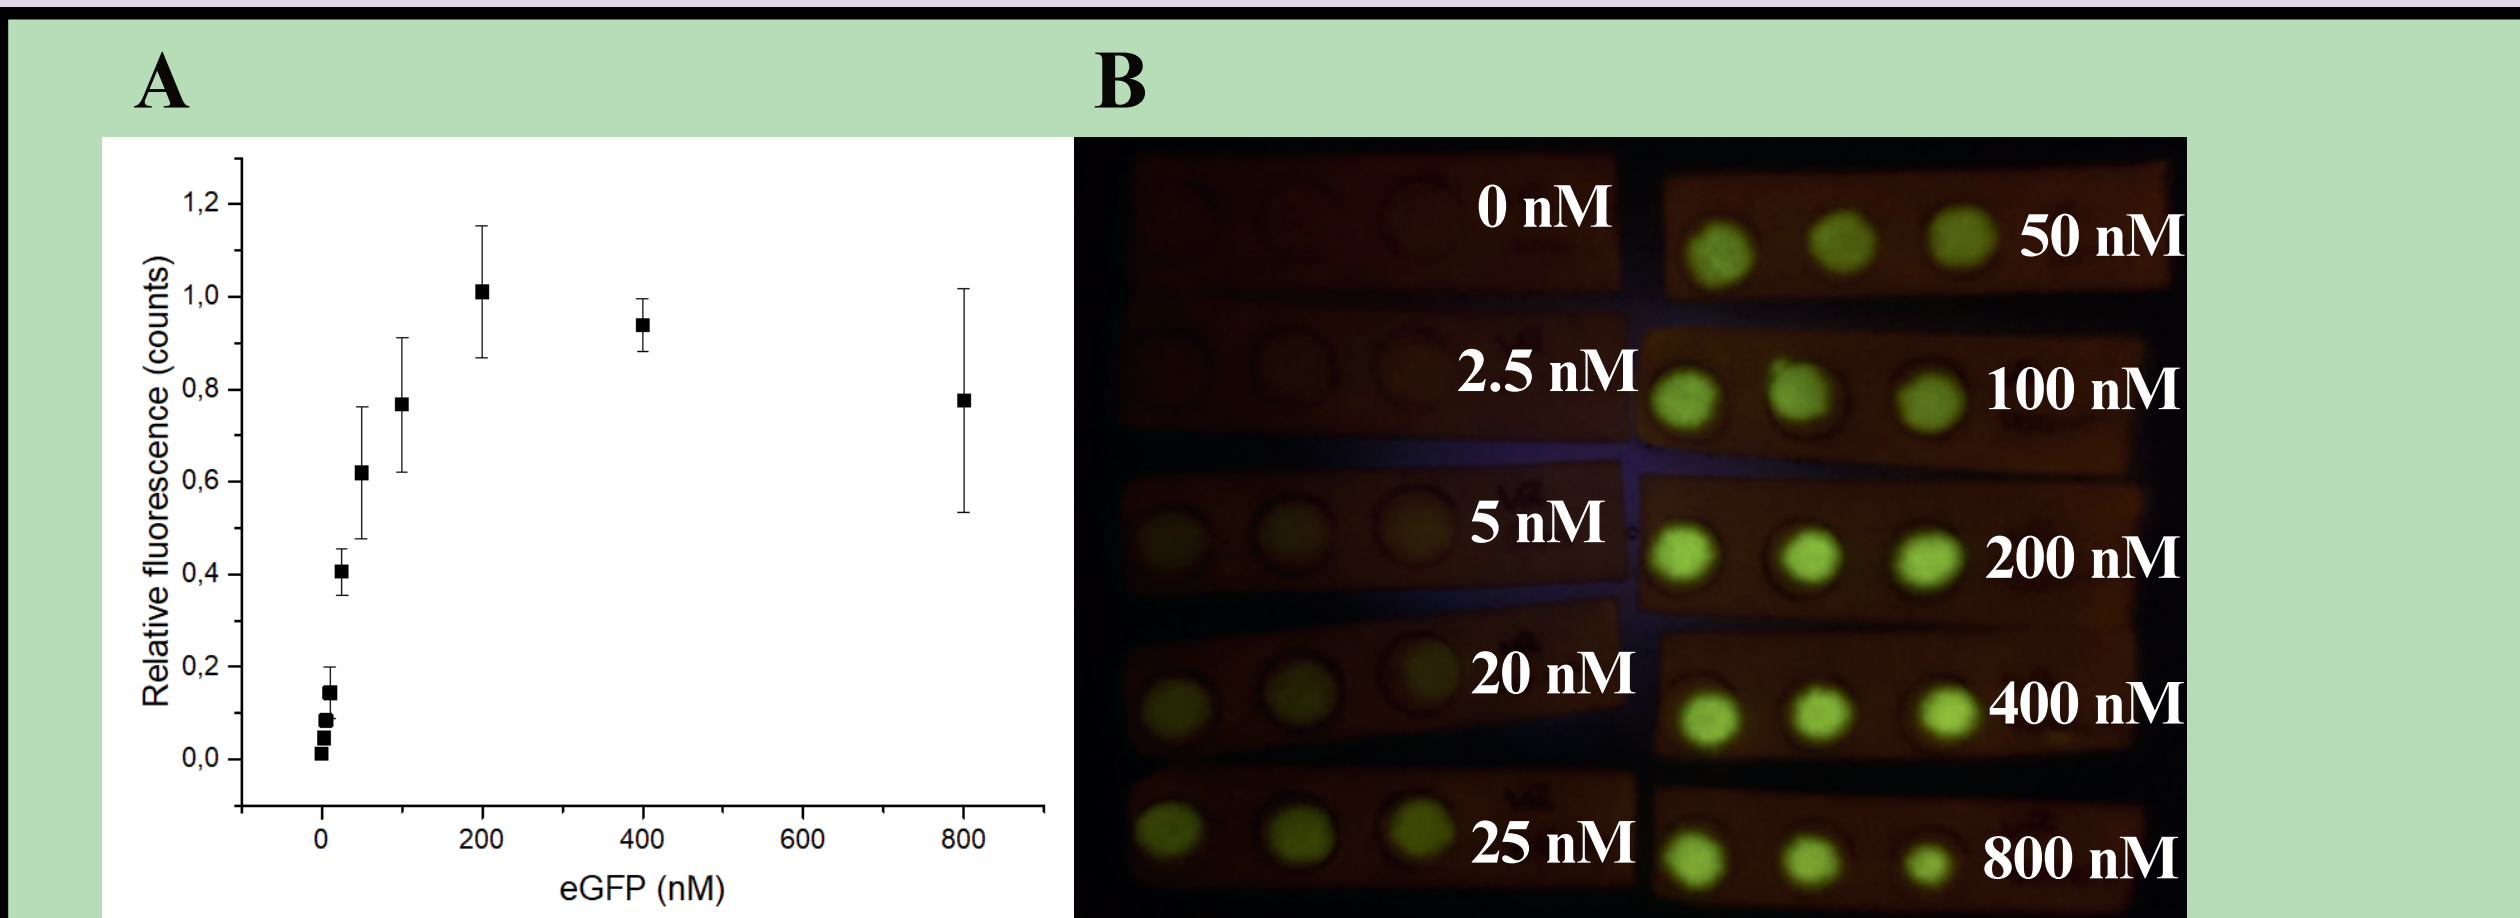 A
B
Relative fluorescence (counts)
1,2
1,0
0,8
0,6
0,4
0,2
0,0
0
200
400
600
800
eGFP (nM)
0 nM
2.5 nM
5 nM
20 nM
25 nM
50 nM
100 nM
200 nM
400 nM
800 nM